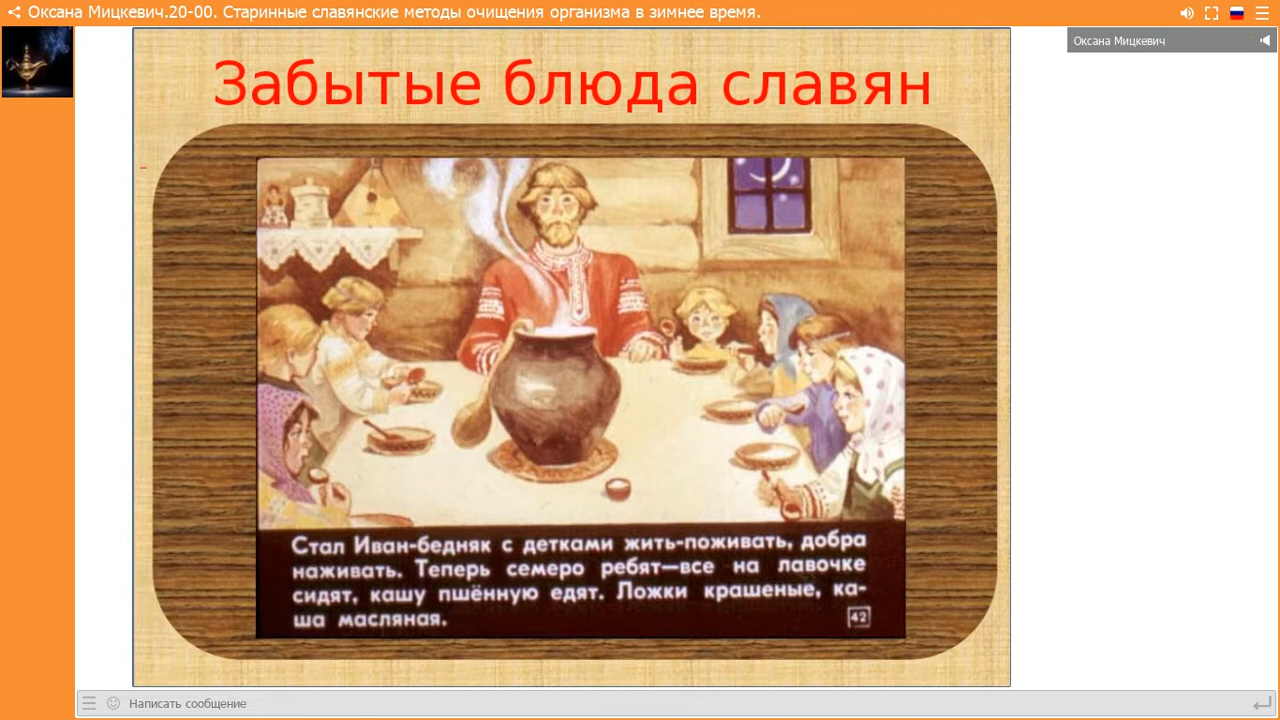 Оксана Мицкевич.20-00. Старинные славянские методы очищения организма в зимнее время.
Оксана Мицкевич
Забытые блюда славян
Стал Иван-бедняк с детками жить-поживать, добра
наживать. Теперь семеро ребят—все на лавочке
сидят, кашу пшённую едят. Ложки крашеные, ка-
ша масляная.
42
Написать сообщение